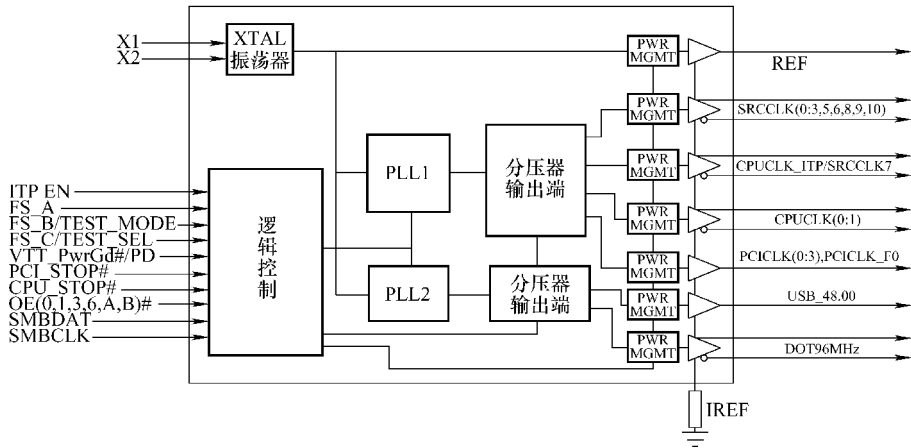 X1
X2
XTAL
振荡器
PWR
MGMT
REF
PWR
MGMT
SRCCLK(0:3,5,6,8,9,10)
PLL1
分压器
输出端
PWR
MGMT
CPUCLK_ITP/SRCCLK7
ITP EN
FS_A
FS_B/TEST_MODE
FS_C/TEST_SEL
VTT_PwrGd#/PD
PCI_STOP#
CPU_STOP#
OE(0,1,3,6,A,B)#
SMBDAT
SMBCLK
逻
辑
控
制
PWR
MGMT
CPUCLK(0:1)
PWR
MGMT
PCICLK(0:3),PCICLK_F0
PLL2
分压器
输出端
PWR
MGMT
USB_48.00
PWR
MGMT
DOT96MHz
IREF